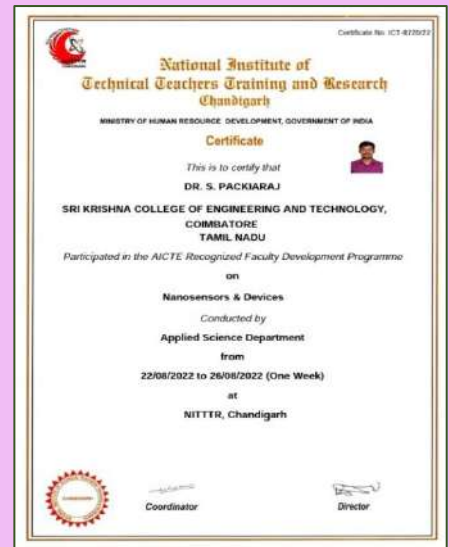 Certificate No. ICT-8220/22
National Institute of
Technical Teachers Training and Research
Chandigarh
MINISTRY OF HUMAN RESOURCE DEVELOPMENT, GOVERNMENT OF INDIA
Certificate
This is to certify that
DR. S. PACKIARAJ
SRI KRISHNA COLLEGE OF ENGINEERING AND TECHNOLOGY,
COIMBATORE
TAMIL NADU
Participated in the AICTE Recognized Faculty Development Programme
on
Nanosensors & Devices
Conducted by
Applied Science Department
from
22/08/2022 to 26/08/2022 (One Week)
at
NITTTR, Chandigarh
Coordinator
Director